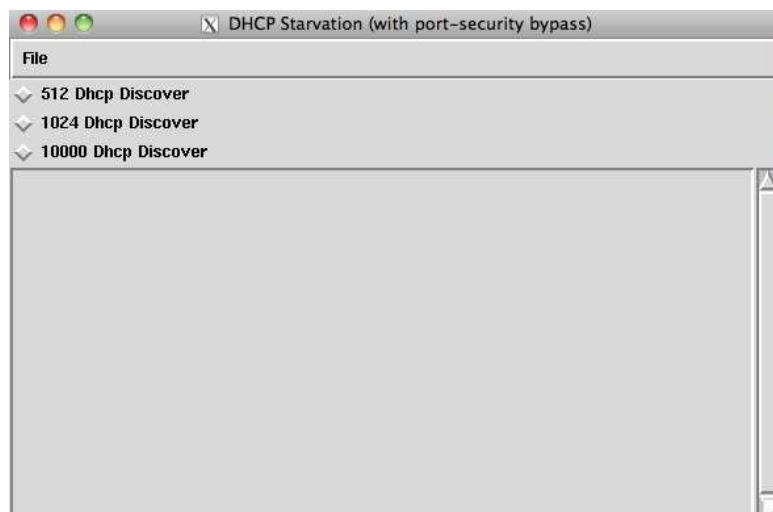 DHCP Starvation (with port-security bypass)
File
512 Dhcp Discover
1024 Dhcp Discover
10000 Dhcp Discover